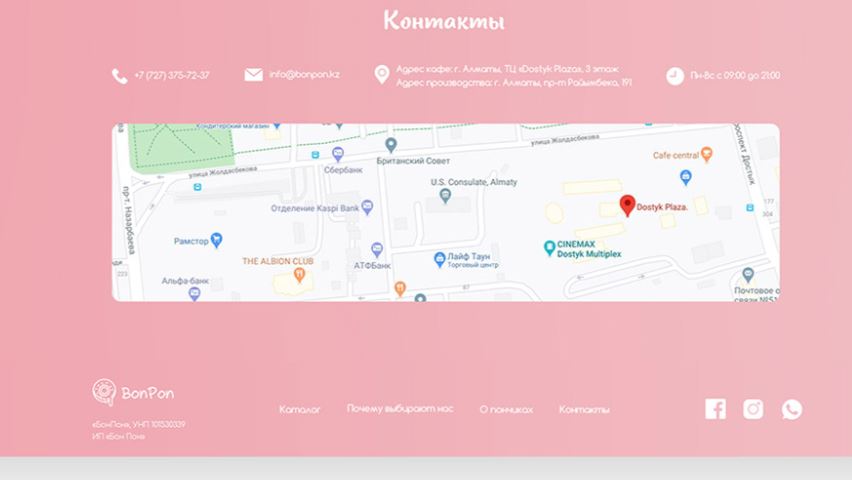 Контакты
+7 (727) 375-72-37
info@bonpon.kz
Адрес кафе: г. Алматы, ТЦ «Dostyk Plaza», 3 этаж
Адрес производства: г. Алматы, пр-т Райымбека, 191
Пн-Вс с 09:00 до 21:00
Кондитерский магазин
улица Жолдасбекова
улица Жолдасбекова
проспект Достык
Британский Совет
Сбербанк
Cafe central
U.S. Consulate, Almaty
пр-т. Назарбаева
Отделение Kaspi Bank
Dostyk Plaza.
177
304
Рамстор
CINEMAX
Dostyk Multiplex
Лайф Таун
Торговый центр
АТФБанк
THE ALBION CLUB
223
Альфа-банк
87
Почтовое о
связи №51
BonPon
«БонПон», УНП 101530339
ИП «Бон Пон»
Каталог
Почему выбирают нас
О пончиках
Контакты